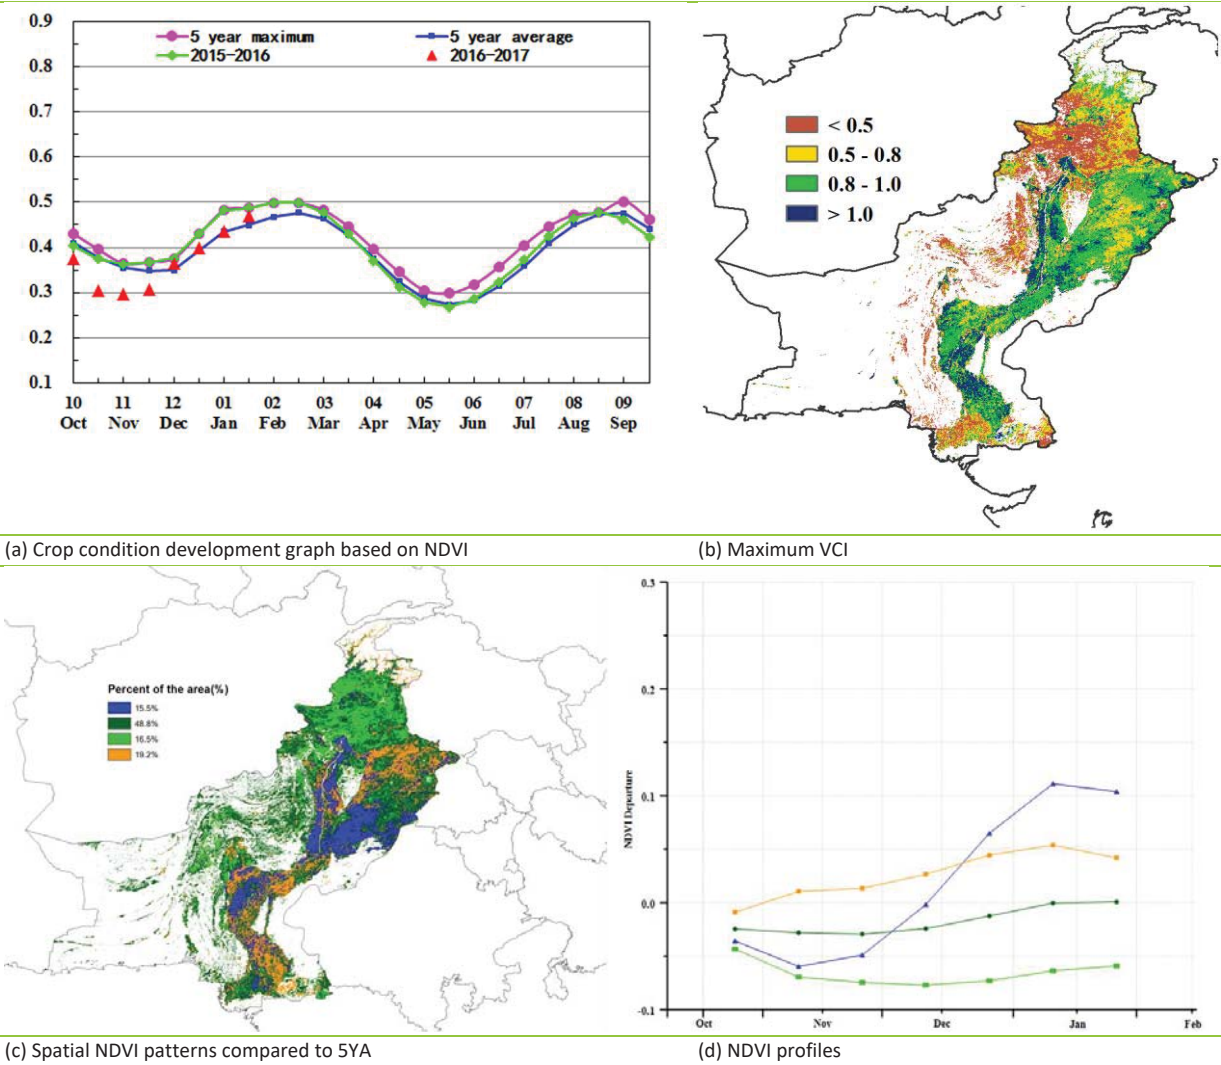 0.9
0.8
0.7
0.6
0.5
0.4
0.3
0.2
0.1
5 year maximum
5 year average
2015-2016
2016-2017
10 11 12 01 02 03 04 05 06 07 08 09
Oct Nov Dec Jan Feb Mar Apr May Jun Jul Aug Sep
< 0.5
0.5 - 0.8
0.8 - 1.0
> 1.0
(a) Crop condition development graph based on NDVI
(b) Maximum VCI
Percent of the area(%)
15.5%
48.8%
16.5%
19.2%
0.3
0.2
0.1
0.0
-0.1
NDVI Departure
Oct Nov Dec Jan Feb
(c) Spatial NDVI patterns compared to 5YA
(d) NDVI profiles